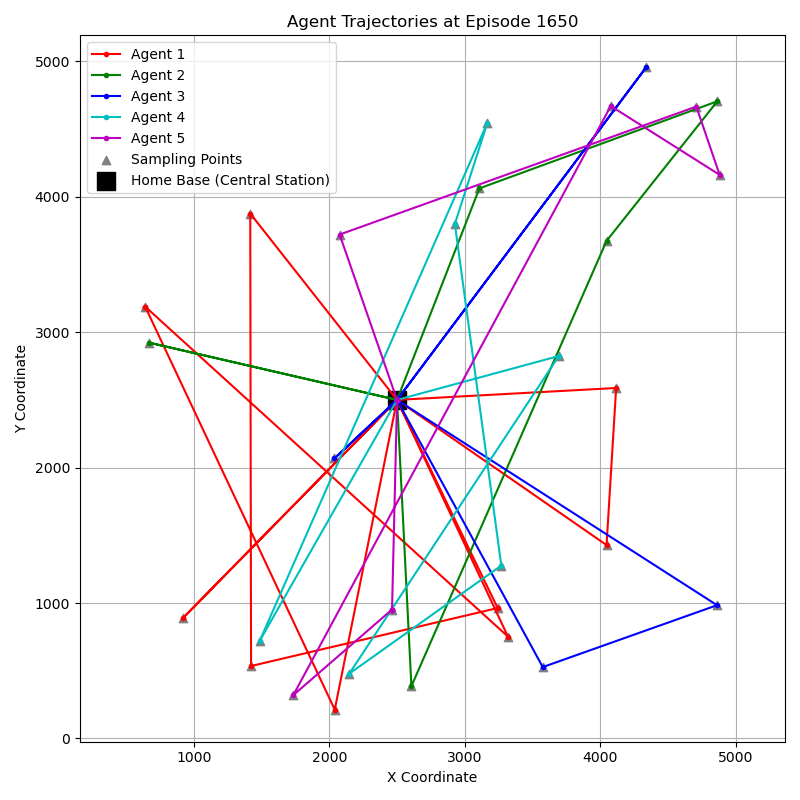 Agent Trajectories at Episode 1650
Agent 1
Agent 2
Agent 3
Agent 4
Agent 5
Sampling Points
Home Base (Central Station)
Y Coordinate
5000
4000
3000
2000
1000
0
1000 2000 3000 4000 5000
X Coordinate